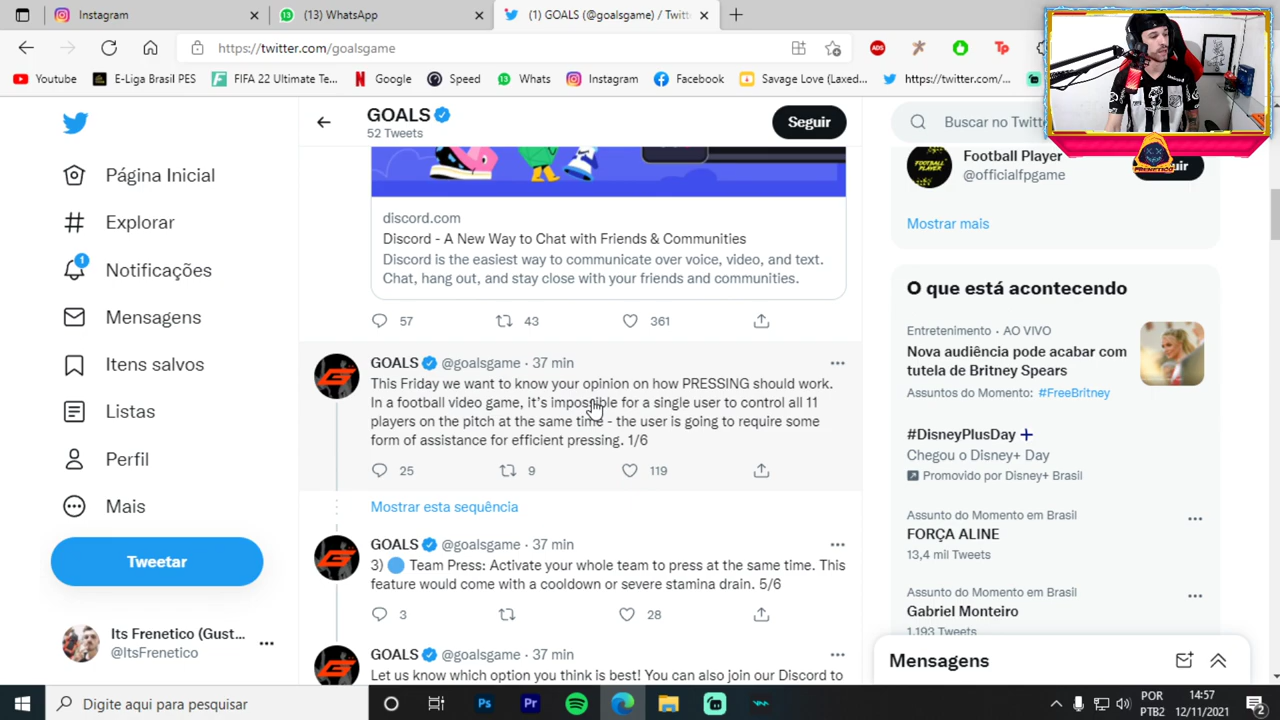 Instagram
(13) WhatsApp
(1) GOALS (@goalsgame) / Twitt
https://twitter.com/goalsgame
ADS
Tp
Youtube
E-Liga Brasil PES
FIFA 22 Ultimate Te...
Google
Speed
Whats
Instagram
Facebook
Savage Love (Laxed...
https://twitter.com/...
FRENETICO
GOALS
52 Tweets
Seguir
Buscar no Twitt
Página Inicial
Explorar
1
Notificações
Mensagens
Itens salvos
Listas
Perfil
Mais
Tweetar
Its Frenetico (Gust...
@ItsFrenetico
discord.com
Discord - A New Way to Chat with Friends & Communities
Discord is the easiest way to communicate over voice, video, and text.
Chat, hang out, and stay close with your friends and communities.
57 43 361
GOALS @goalsgame · 37 min
This Friday we want to know your opinion on how PRESSING should work.
a football video game, it's impossible for a single user to control all 11
players on the pitch at the same time - the user is going to require some
form of assistance for efficient pressing. 1/6
25 9 119
Mostrar esta sequência
GOALS @goalsgame · 37 min
3) Team Press: Activate your whole team to press at the same time. This
feature would come with a cooldown or severe stamina drain. 5/6
3 28
GOALS @goalsgame · 37 min
Let us know which option you think is best! You can also join our Discord to
FOOTBALL PLAYER
Football Player
@officialfpgame
uir
Mostrar mais
O que está acontecendo
Entretenimento · AO VIVO
Nova audiência pode acabar com
tutela de Britney Spears
Assuntos do Momento: #FreeBritney
#DisneyPlusDay
Chegou o Disney+ Day
Promovido por Disney+ Brasil
Assunto do Momento em Brasil
FORÇA ALINE
13,4 mil Tweets
Assunto do Momento em Brasil
Gabriel Monteiro
1.193 Tweets
Mensagens
Digite aqui para pesquisar
Ps
Pr
POR
PTB2
14:57
12/11/2021
2